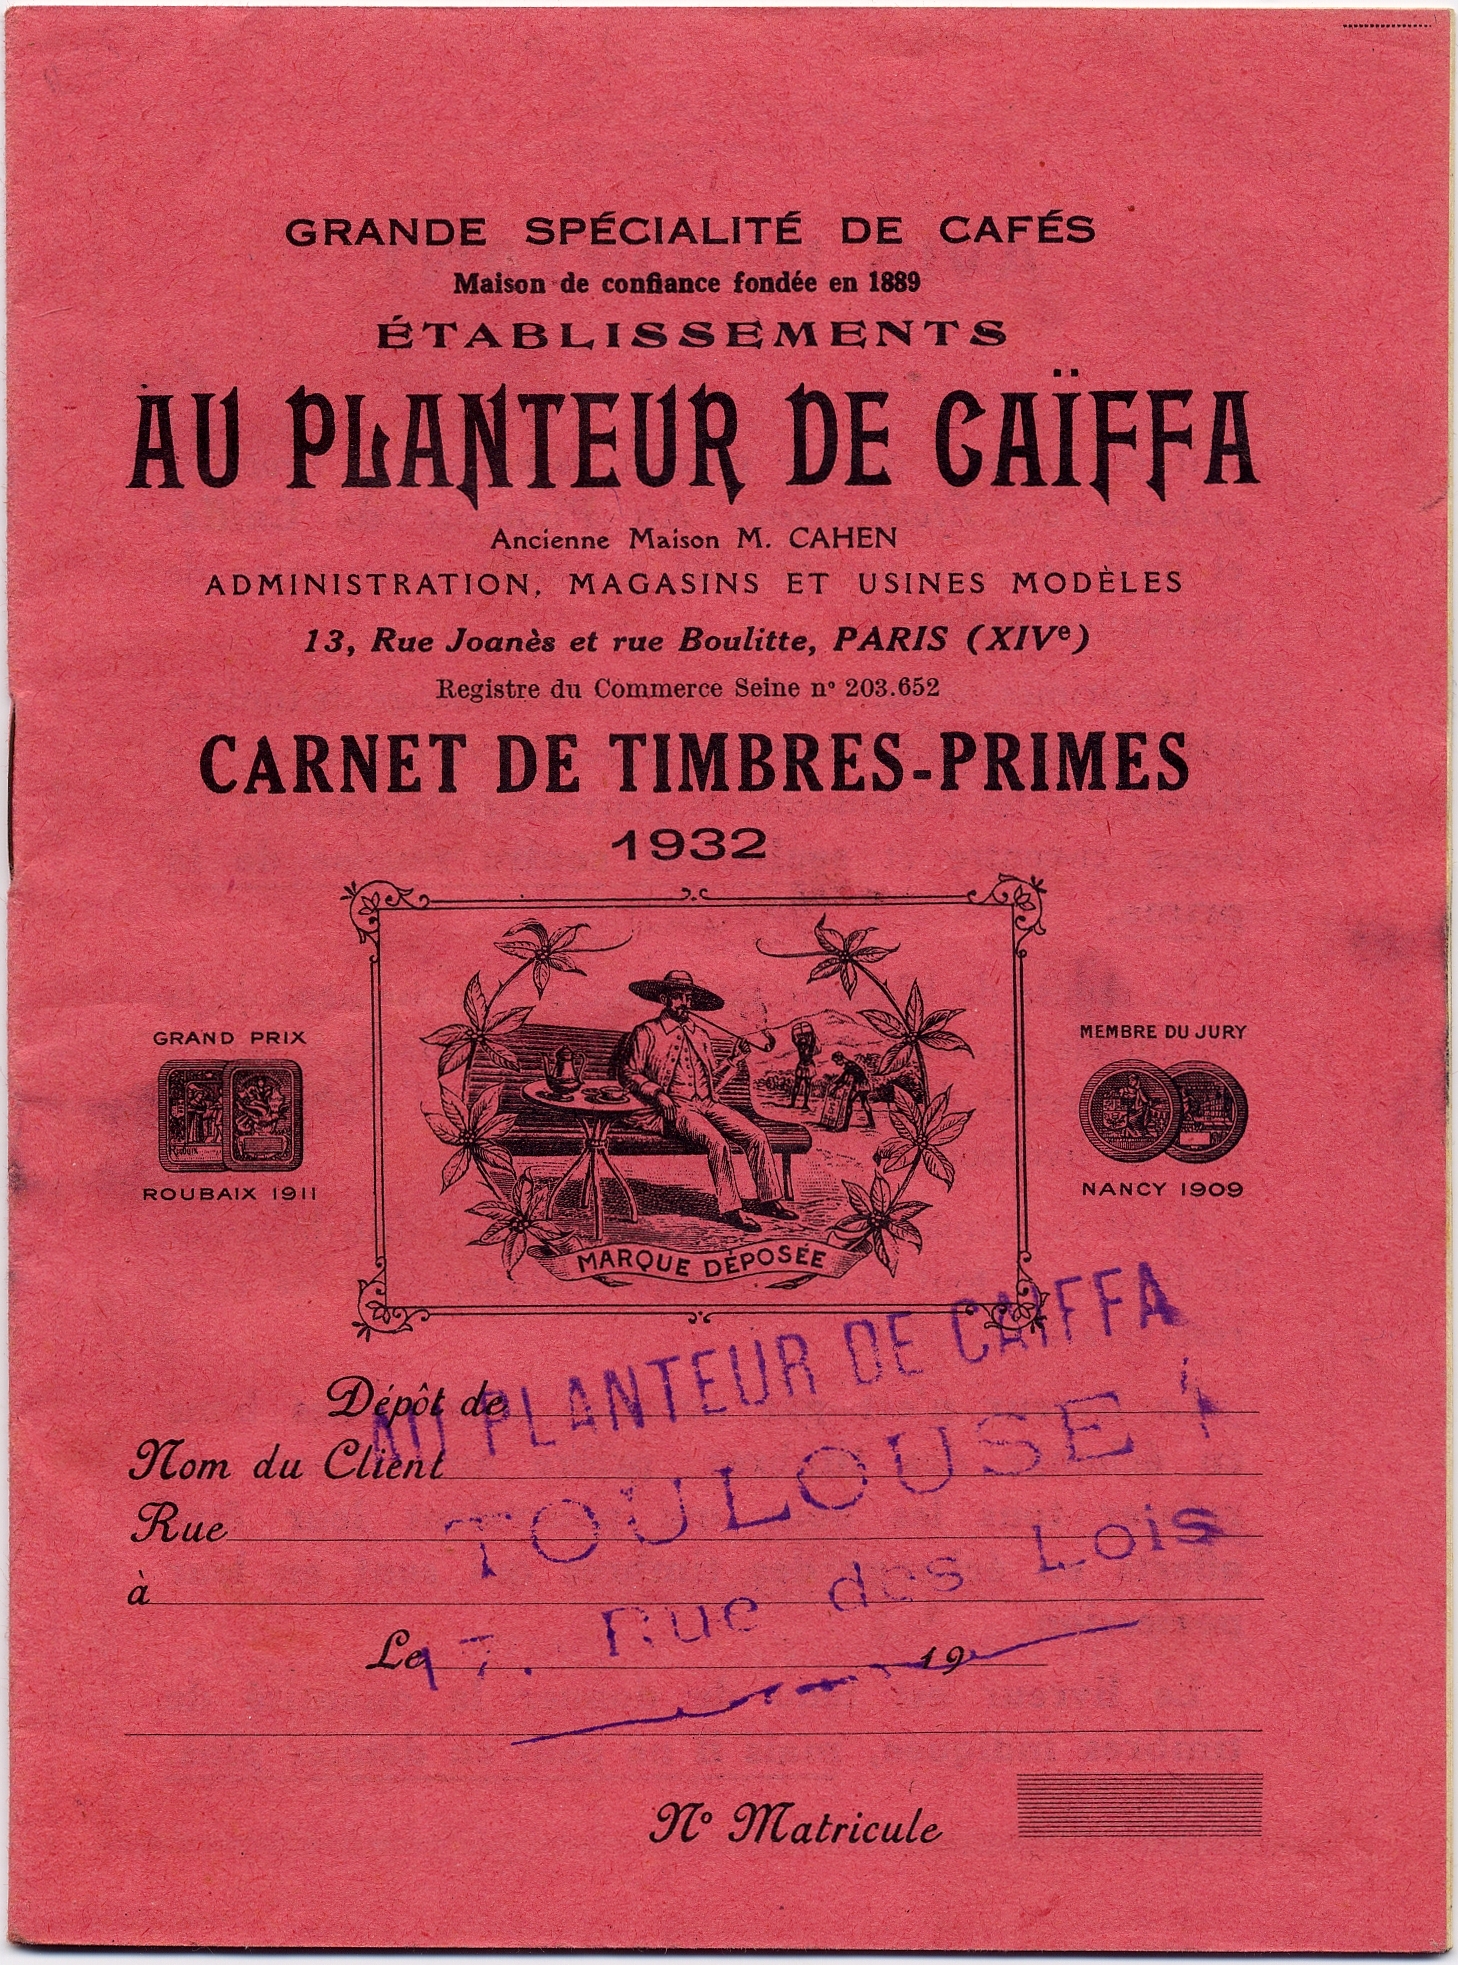 GRANDE SPÉCIALITÉ DE CAFÉS
Maison de confiance fondée en 1889
ÉTABLISSEMENTS
AU PLANTEUR DE CAÏFFA
Ancienne Maison M. CAHEN
ADMINISTRATION, MAGASINS ET USINES MODÈLES
13, Rue Joanès et rue Boulitte, PARIS (XIVe)
Registre du Commerce Seine n° 203.652
CARNET DE TIMBRES-PRIMES
1932
GRAND PRIX
ROUBAIX 1911
MEMBRE DU JURY
NANCY 1909
MARQUE DÉPOSÉE
AU PLANTEUR DE CAIFFA
TOULOUSE 1
17. Rue des Lois
Dépôt de
Nom du Client
Rue
à
Le 19
N° Matricule